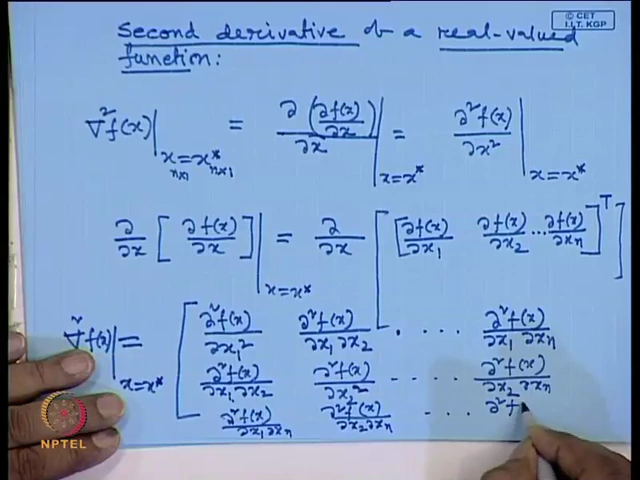 © CET
I.I.T. KGP
Second derivative of a real-valued
function:
∇²f(x)|_{x=x*} _{n×1 n×1} = ∂(∂f(x)/∂x)/∂x |_{x=x*} = ∂²f(x)/∂x² |_{x=x*}
∂/∂x [∂f(x)/∂x] |_{x=x*} = ∂/∂x [[∂f(x)/∂x₁ ∂f(x)/∂x₂ ... ∂f(x)/∂xₙ]ᵀ]
∇²f(x)|_{x=x*} = [ ∂²f(x)/∂x₁² ∂²f(x)/∂x₁∂x₂ . . . . ∂²f(x)/∂x₁∂xₙ
∂²f(x)/∂x₁∂x₂ ∂²f(x)/∂x₂² - . . . ∂²f(x)/∂x₂∂xₙ
∂²f(x)/∂x₁∂xₙ ∂²f(x)/∂x₂∂xₙ - . . . ∂²f
NPTEL